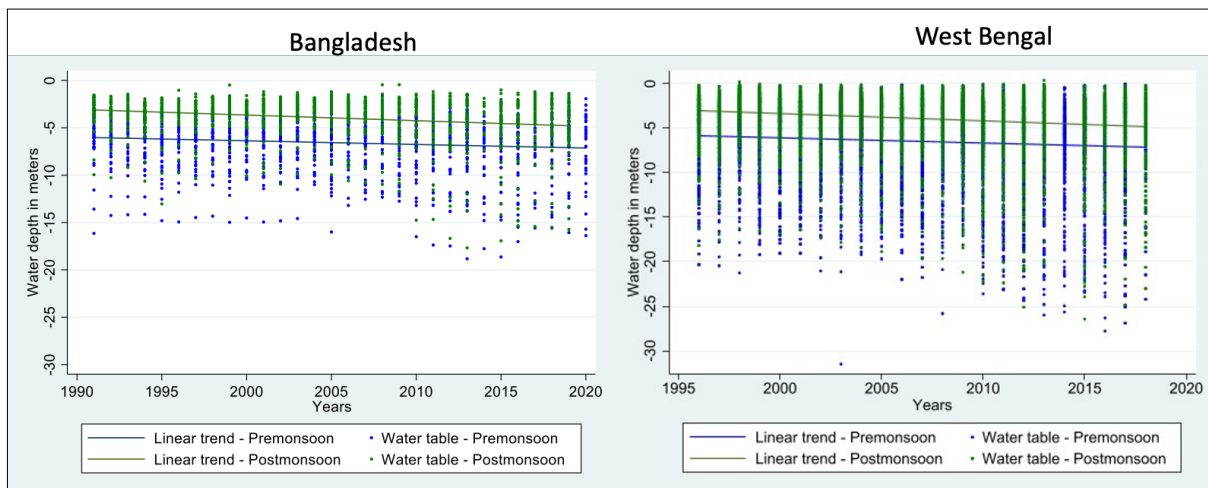 Bangladesh
Water depth in meters
0
-5
-10
-15
-20
-25
-30
1990
1995
2000
2005
2010
2015
2020
Years
Linear trend - Premonsoon
Water table - Premonsoon
Linear trend - Postmonsoon
Water table - Postmonsoon
West Bengal
Water depth in meters
0
-5
-10
-15
-20
-25
-30
1995
2000
2005
2010
2015
2020
Years
Linear trend - Premonsoon
Water table - Premonsoon
Linear trend - Postmonsoon
Water table - Postmonsoon